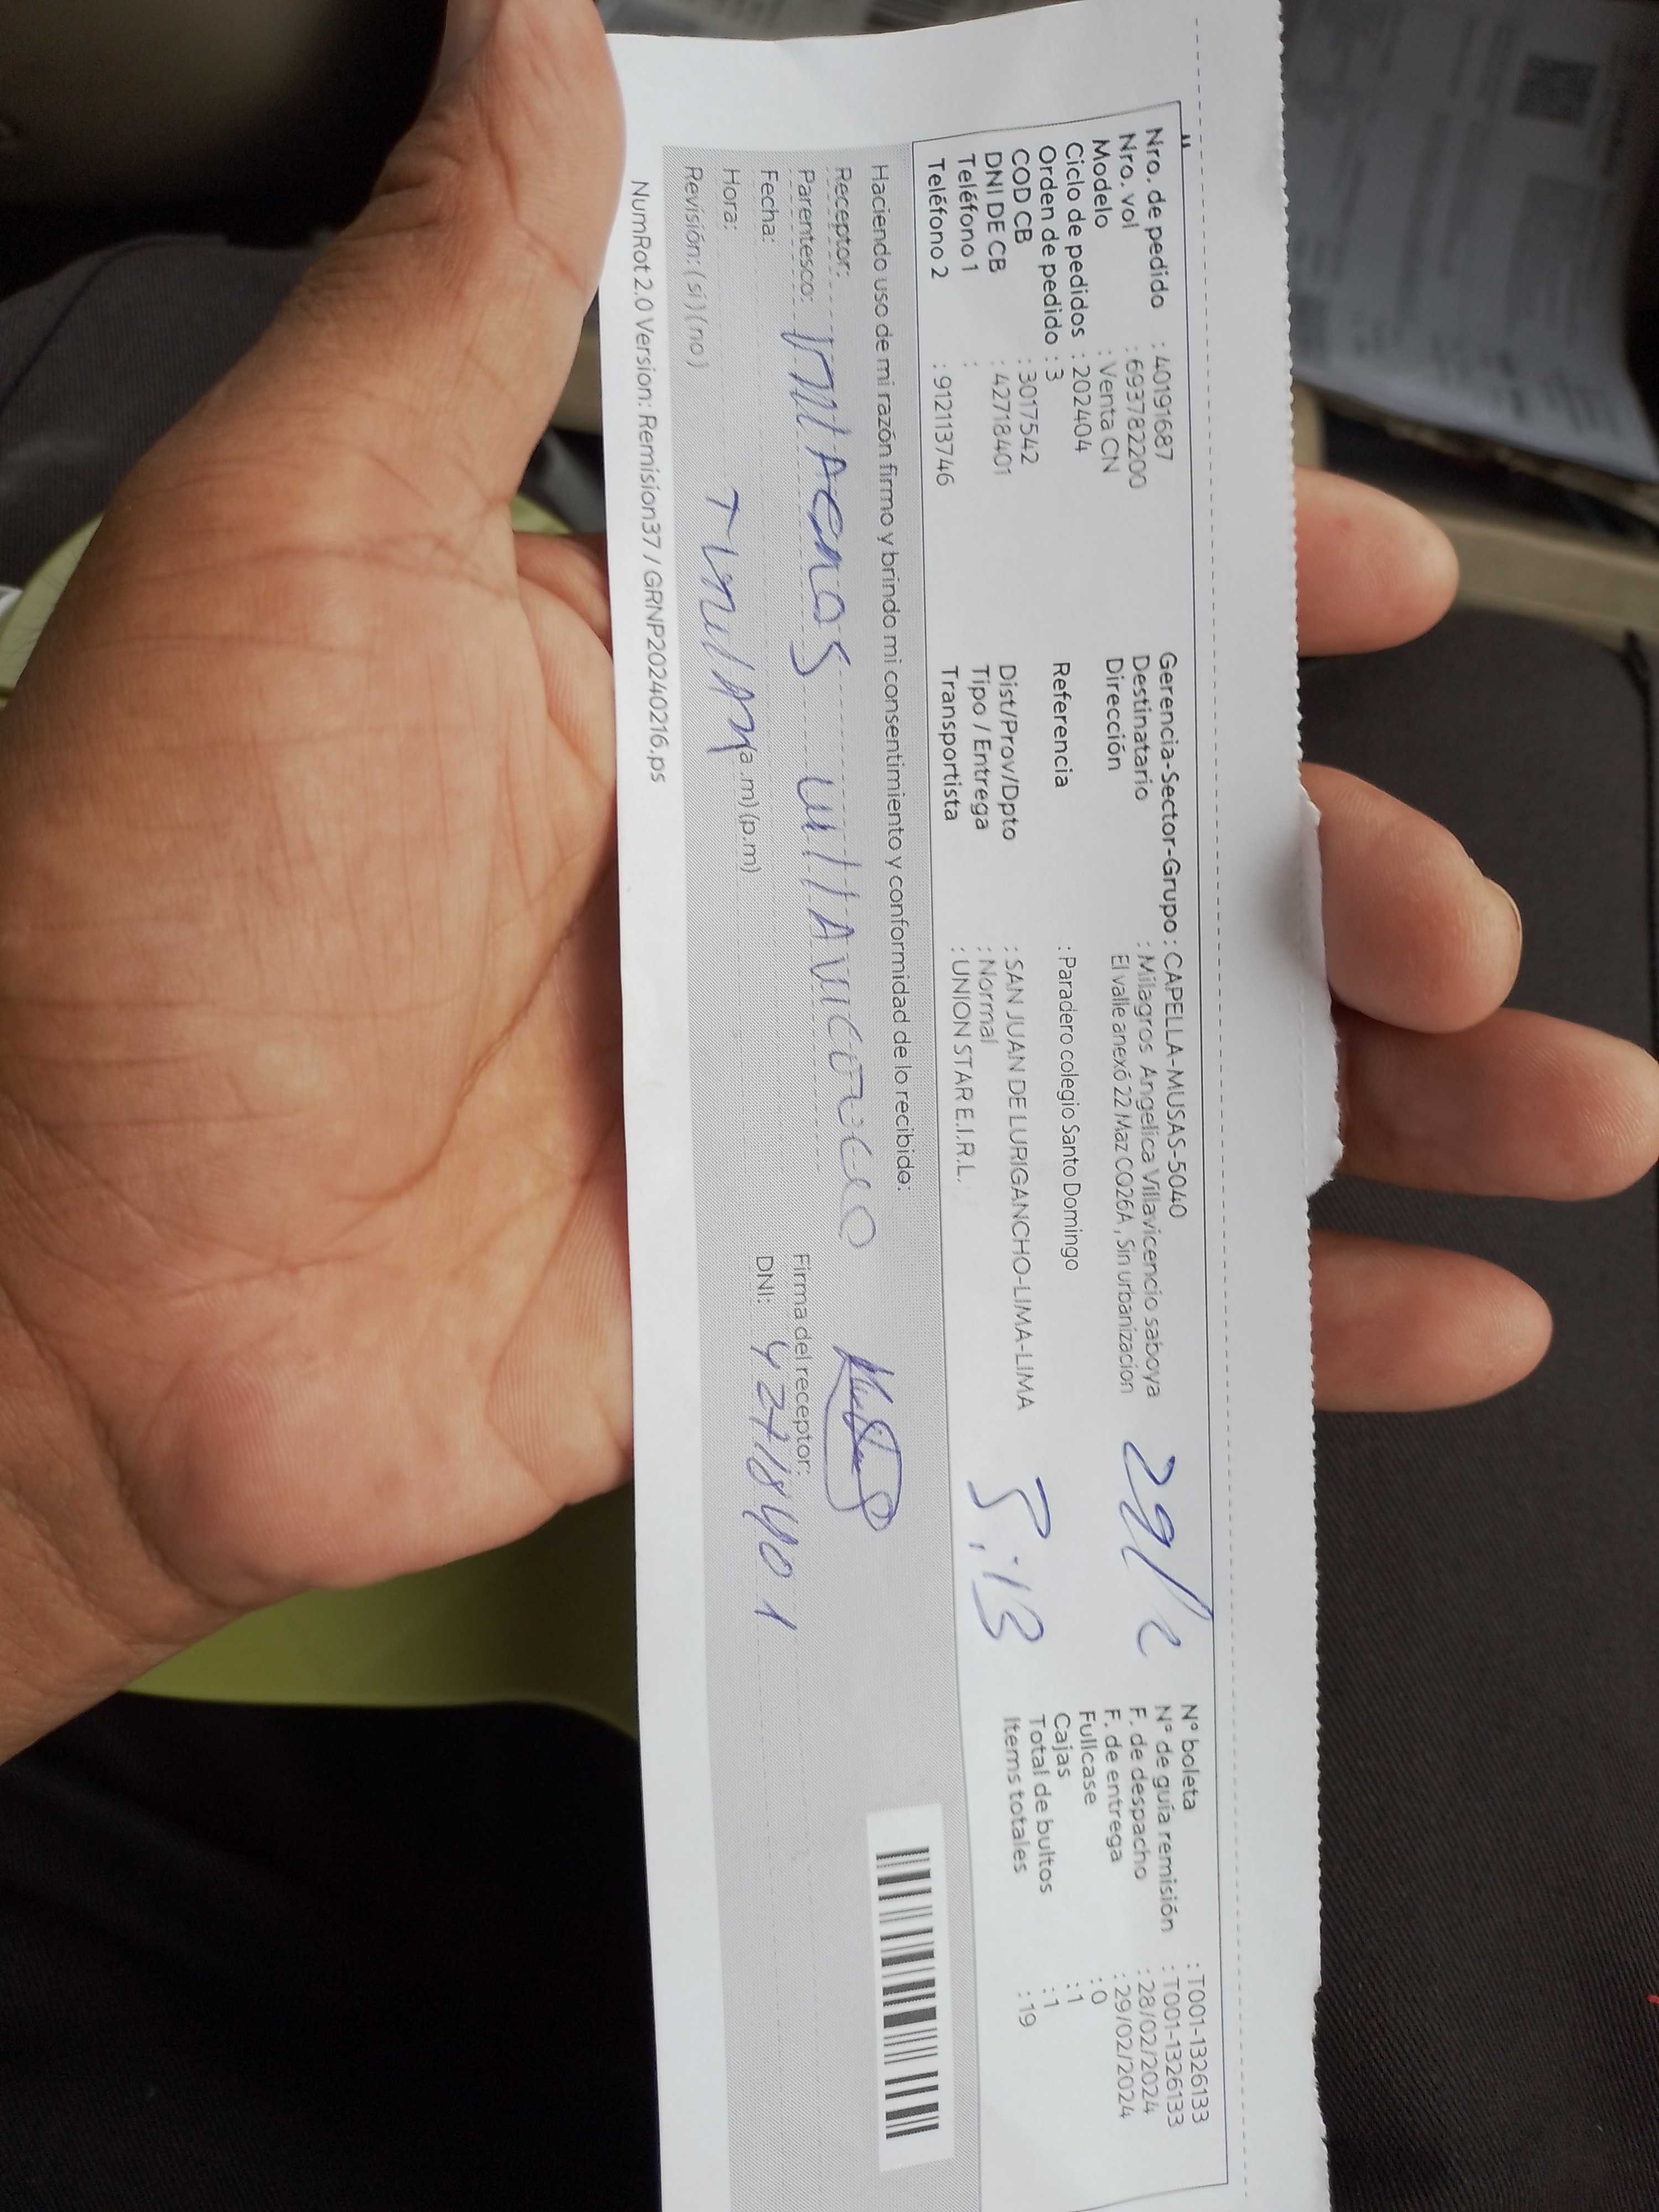 Nro. de pedido : 40191687
Nro. vol : 693782200
Modelo : Venta CN
Ciclo de pedidos : 202404
Orden de pedido : 3
COD CB : 3017542
DNI DE CB : 42718401
Teléfono 1 :
Teléfono 2 : 912113746
Gerencia-Sector-Grupo : CAPELLA-MUSAS-5040
Destinatario : Milagros Angelica Villavicencio saboya
Dirección El valle anexó 22 Maz CO26A, Sin urbanizacion
Referencia : Paradero colegio Santo Domingo
Dist/Prov/Dpto : SAN JUAN DE LURIGANCHO-LIMA-LIMA
Tipo / Entrega : Normal
Transportista : UNION STAR E.I.R.L.
29/2
5:13
N° boleta : T001-1326133
N° de guía remisión : T001-1326133
F. de despacho : 28/02/2024
F. de entrega : 29/02/2024
Fullcase : 0
Cajas : 1
Total de bultos : 1
Items totales : 19
Haciendo uso de mi razón firmo y brindo mi consentimiento y conformidad de lo recibido:
Receptor:
Parentesco:
Fecha:
Hora: (a.m)(p.m)
Revisión: (si) (no)
Firma del receptor:
DNI: 42718401
NumRot 2.0 Version: Remision37 / GRNP20240216.ps